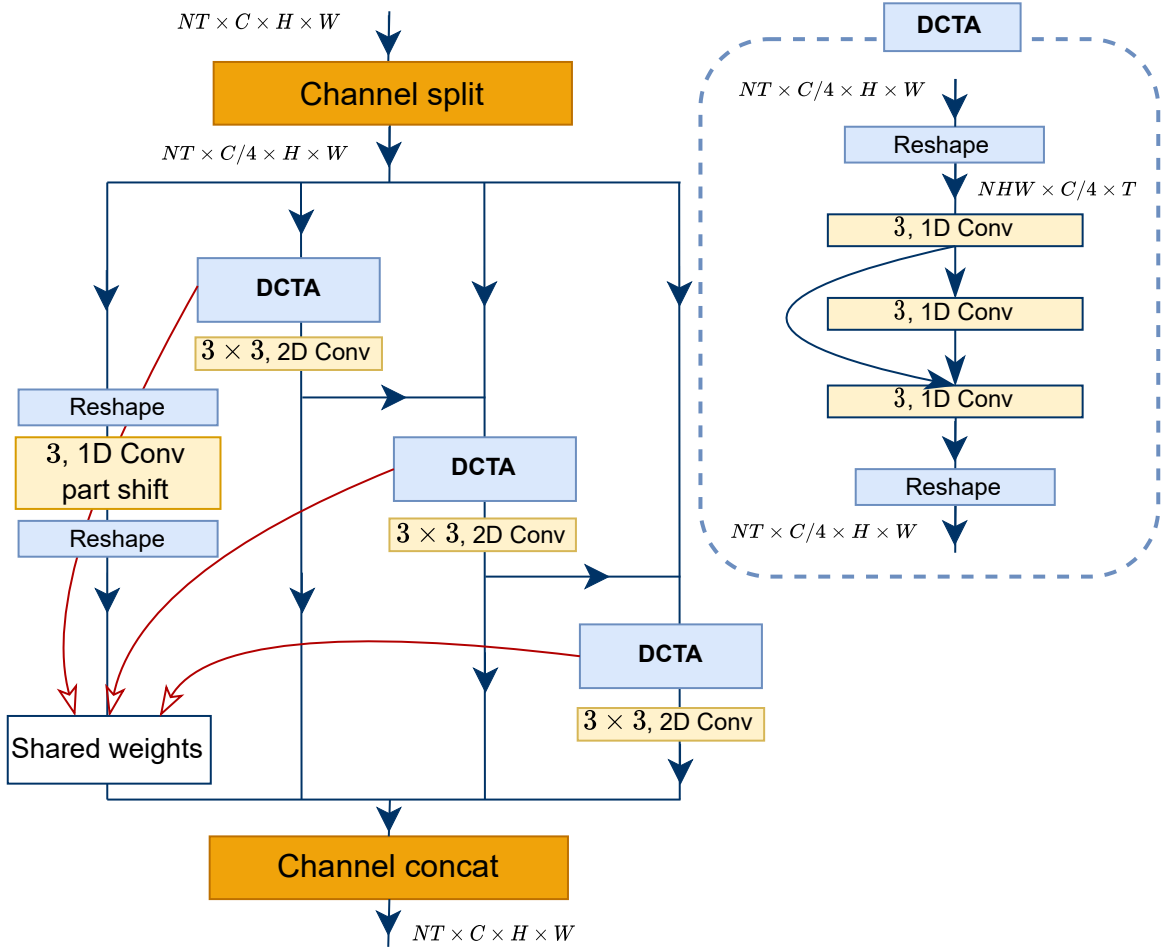 NT × C × H × W
Channel split
NT × C/4 × H × W
DCTA
3 × 3, 2D Conv
Reshape
3, 1D Conv
part shift
Reshape
DCTA
3 × 3, 2D Conv
DCTA
3 × 3, 2D Conv
Shared weights
Channel concat
NT × C × H × W
DCTA
NT × C/4 × H × W
Reshape
NHW × C/4 × T
3, 1D Conv
3, 1D Conv
3, 1D Conv
Reshape
NT × C/4 × H × W